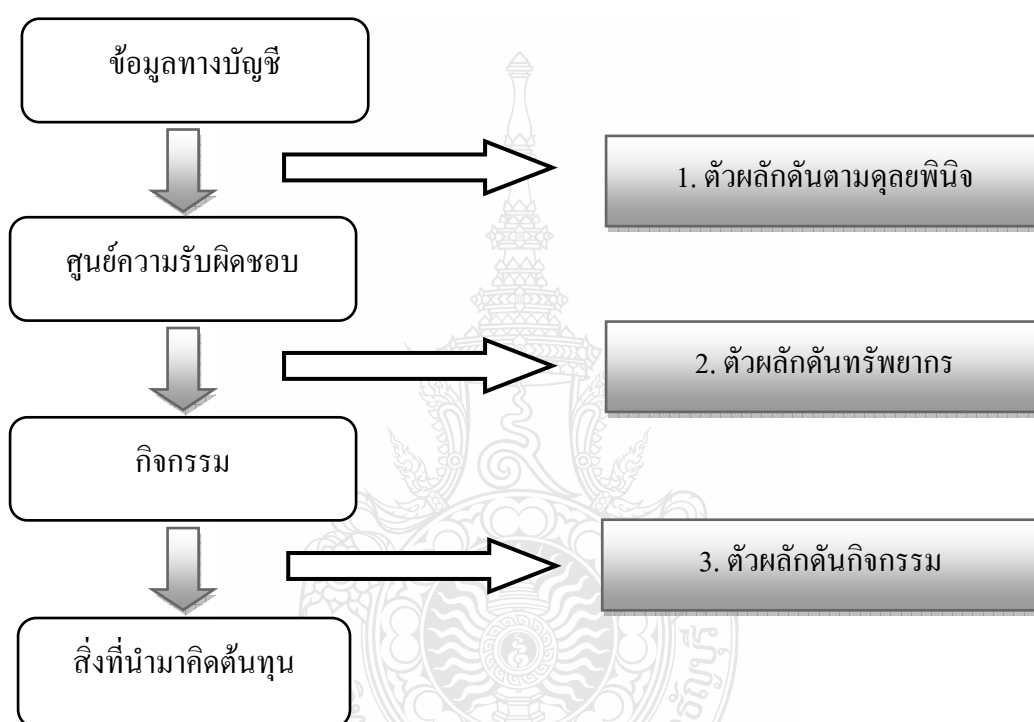 ข้อมูลทางบัญชี
1. ตัวผลักดันตามดุลยพินิจ
ศูนย์ความรับผิดชอบ
2. ตัวผลักดันทรัพยากร
กิจกรรม
3. ตัวผลักดันกิจกรรม
สิ่งที่นำมาคิดต้นทุน